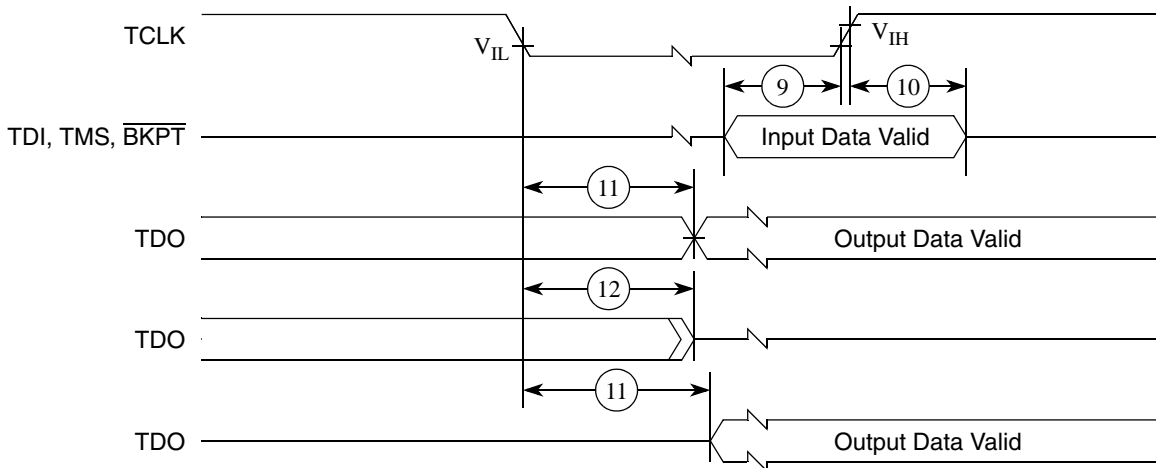 TCLK
V_IL
V_IH
9
10
TDI, TMS, B̅K̅P̅T̅
Input Data Valid
11
TDO
Output Data Valid
12
TDO
11
TDO
Output Data Valid